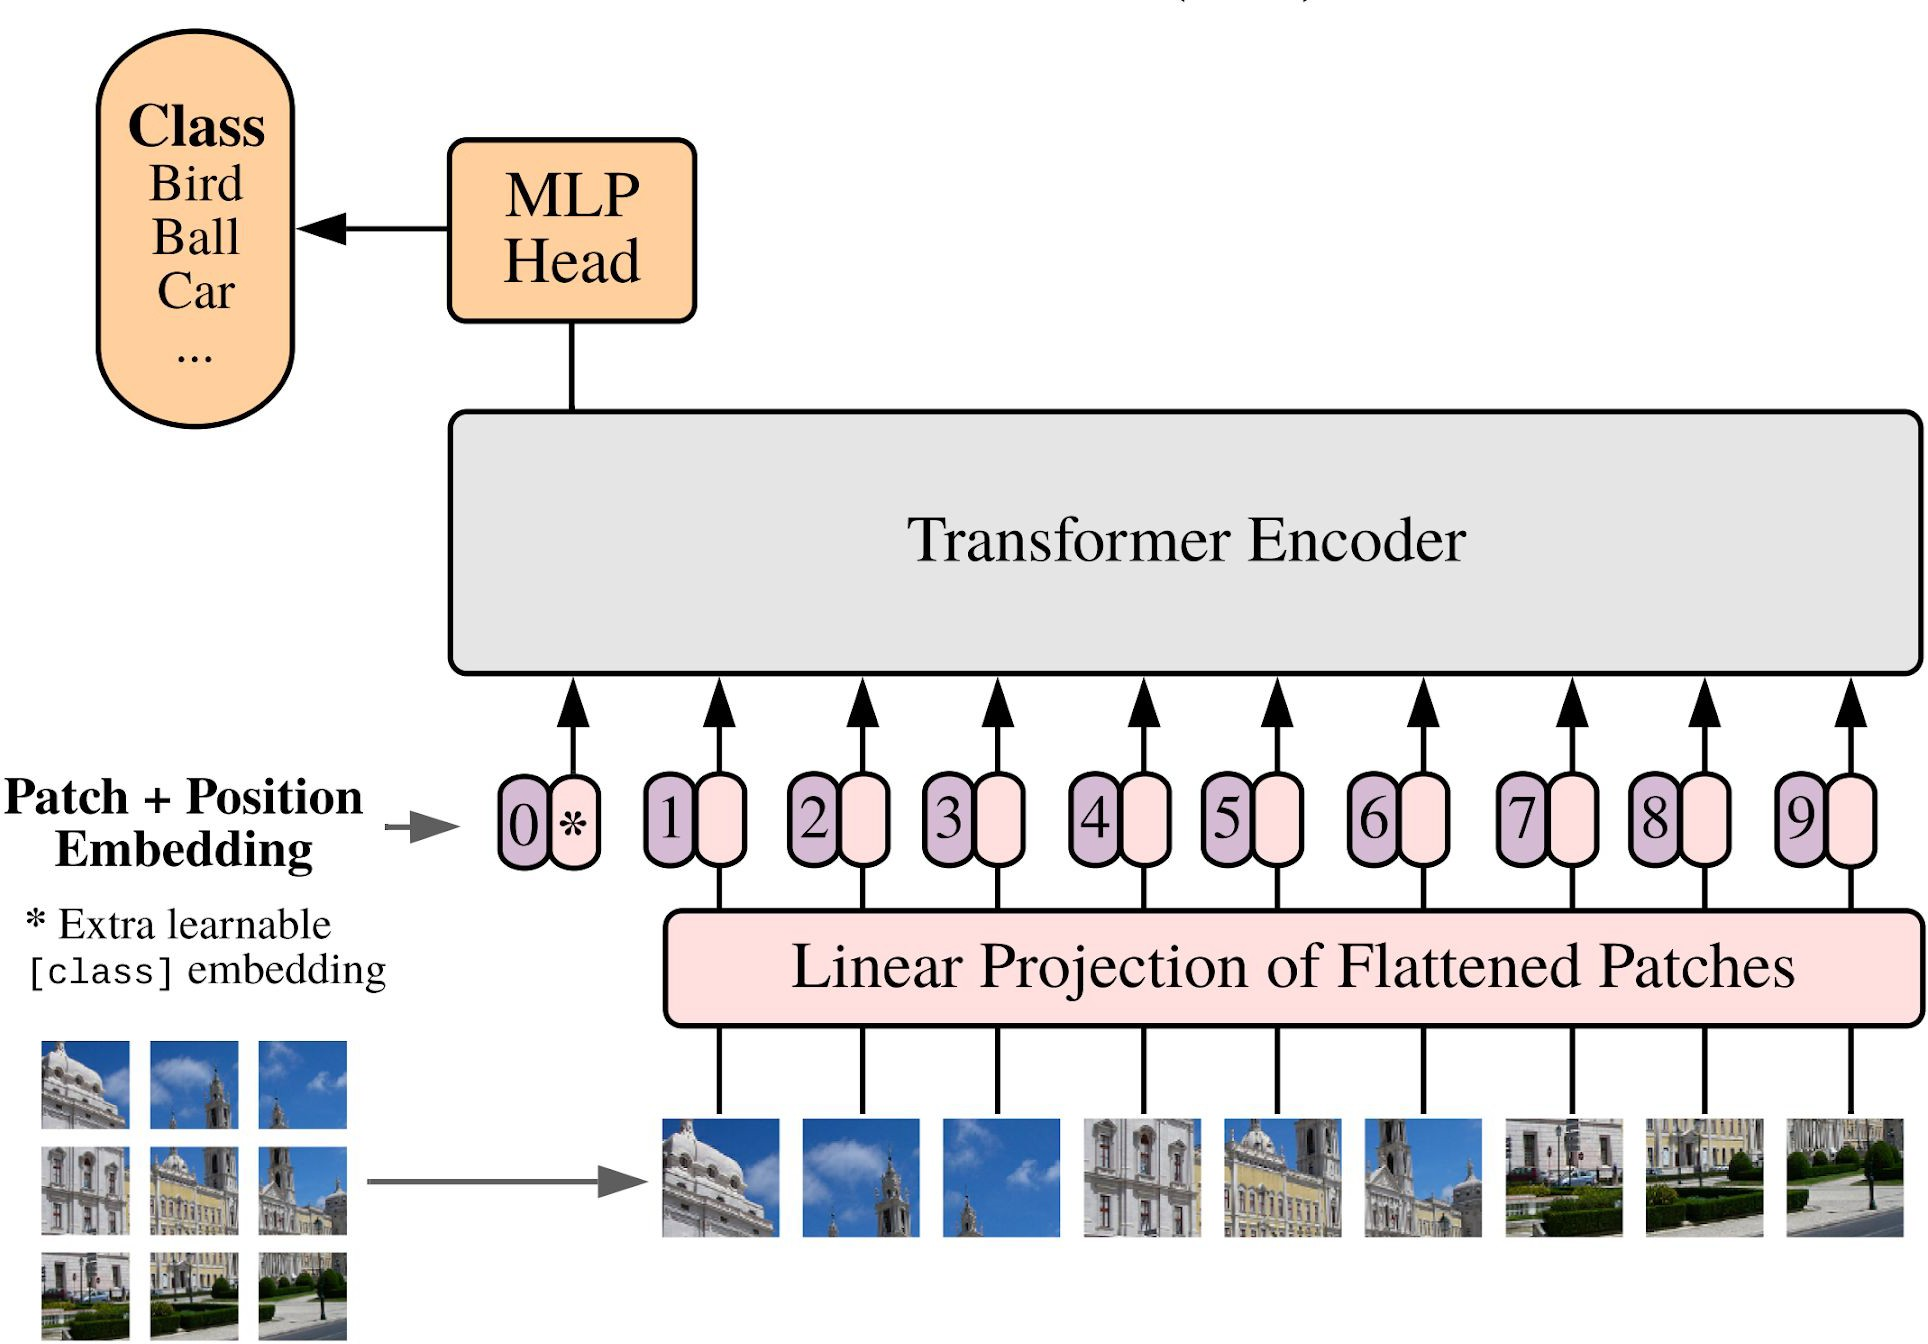 Class
Bird
Ball
Car
...
MLP
Head
Transformer Encoder
Patch + Position
Embedding
0 * 1 2 3 4 5 6 7 8 9
* Extra learnable
[class] embedding
Linear Projection of Flattened Patches